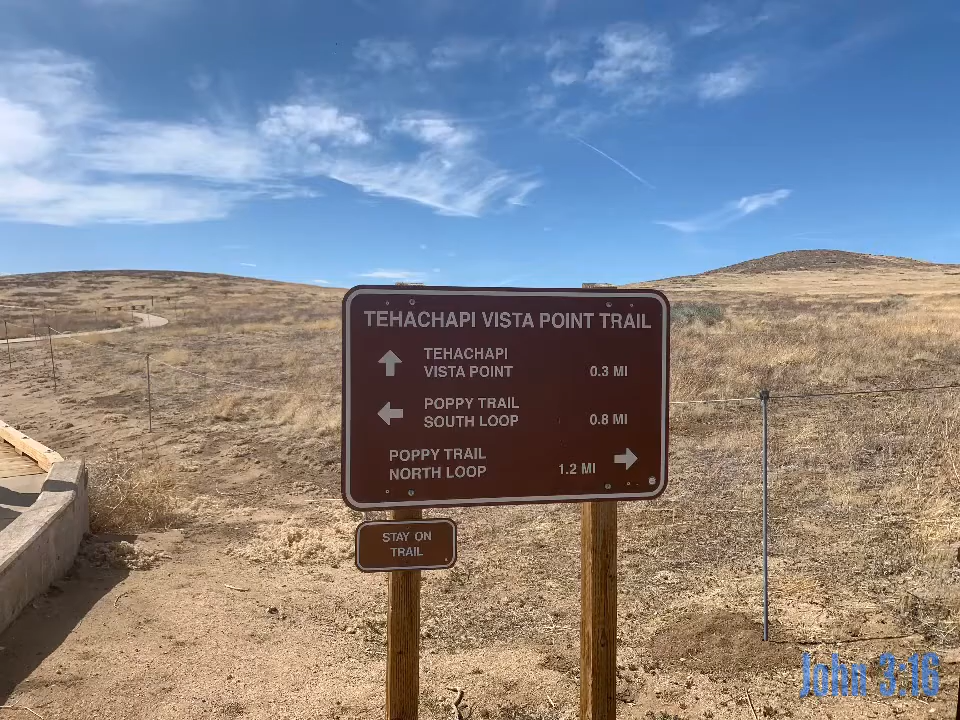 TEHACHAPI VISTA POINT TRAIL
TEHACHAPI
VISTA POINT 0.3 MI
POPPY TRAIL
SOUTH LOOP 0.8 MI
POPPY TRAIL
NORTH LOOP 1.2 MI
STAY ON
TRAIL
John 3:16